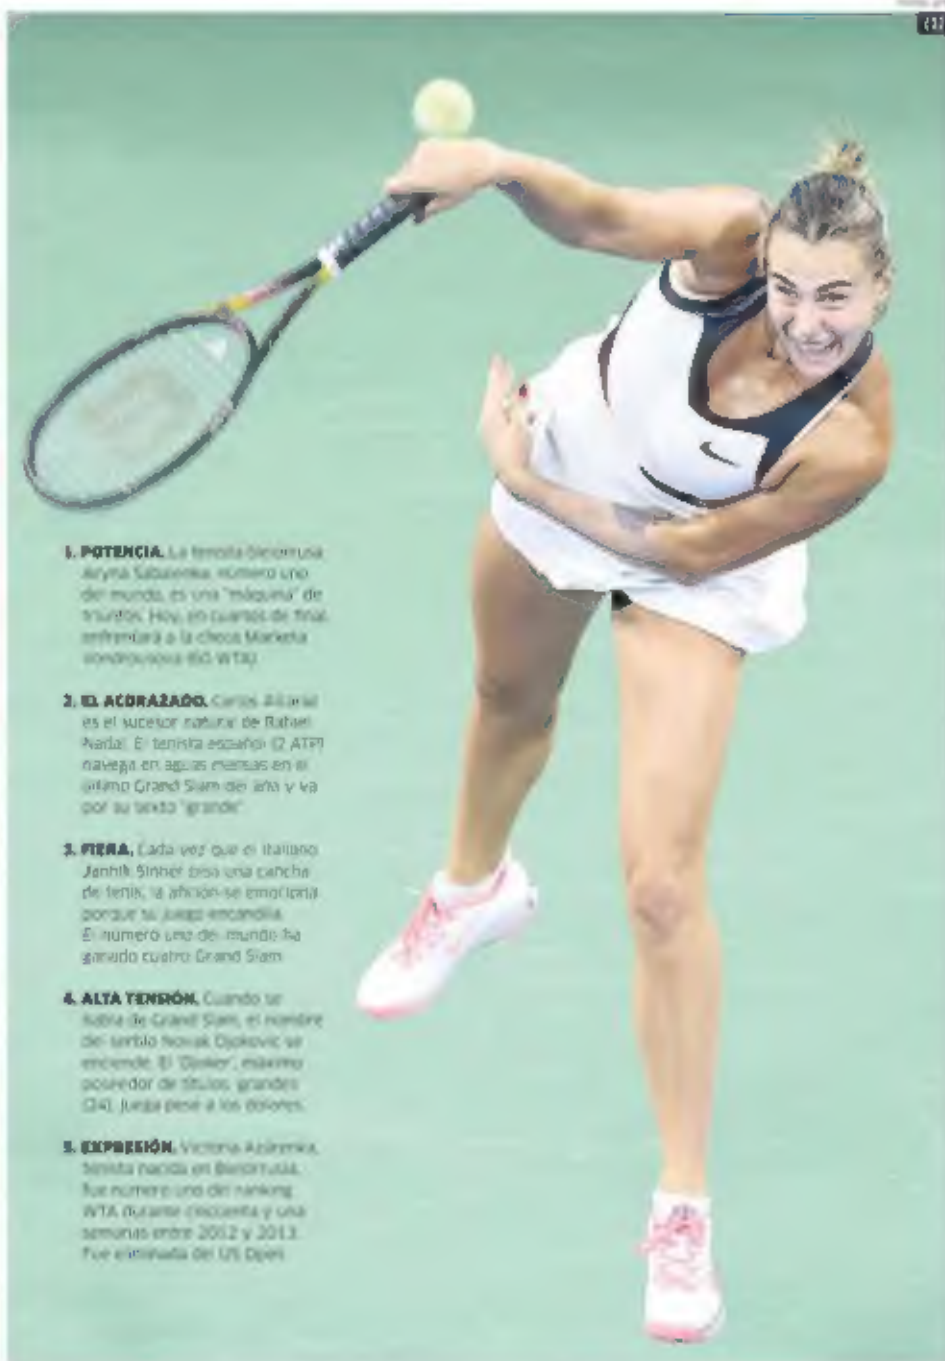 1. POTENCIA. La tenista bielorrusa
Aryna Sabalenka, número uno
del mundo, es una "máquina" de
triunfos. Hoy, en cuartos de final,
enfrentará a la checa Marketa
Vondrousova (60 WTA).
2. EL ACORAZADO. Carlos Alcaraz
es el sucesor natural de Rafael
Nadal. El tenista español (2 ATP)
navega en aguas mansas en el
último Grand Slam del año y va
por su sexto "grande".
3. FIERA. Cada vez que el italiano
Jannik Sinner pisa una cancha
de tenis, la afición se emociona
porque su juego encandila.
El número uno del mundo ha
ganado cuatro Grand Slam.
4. ALTA TENSIÓN. Cuando se
habla de Grand Slam, el nombre
del serbio Novak Djokovic se
enciende. El 'Djoker', máximo
poseedor de títulos grandes
(24), juega pese a los dolores.
5. EXPRESIÓN. Victoria Azarenka,
tenista nacida en Bielorrusia,
fue número uno del ranking
WTA durante cincuenta y una
semanas entre 2012 y 2013.
Fue eliminada del US Open.